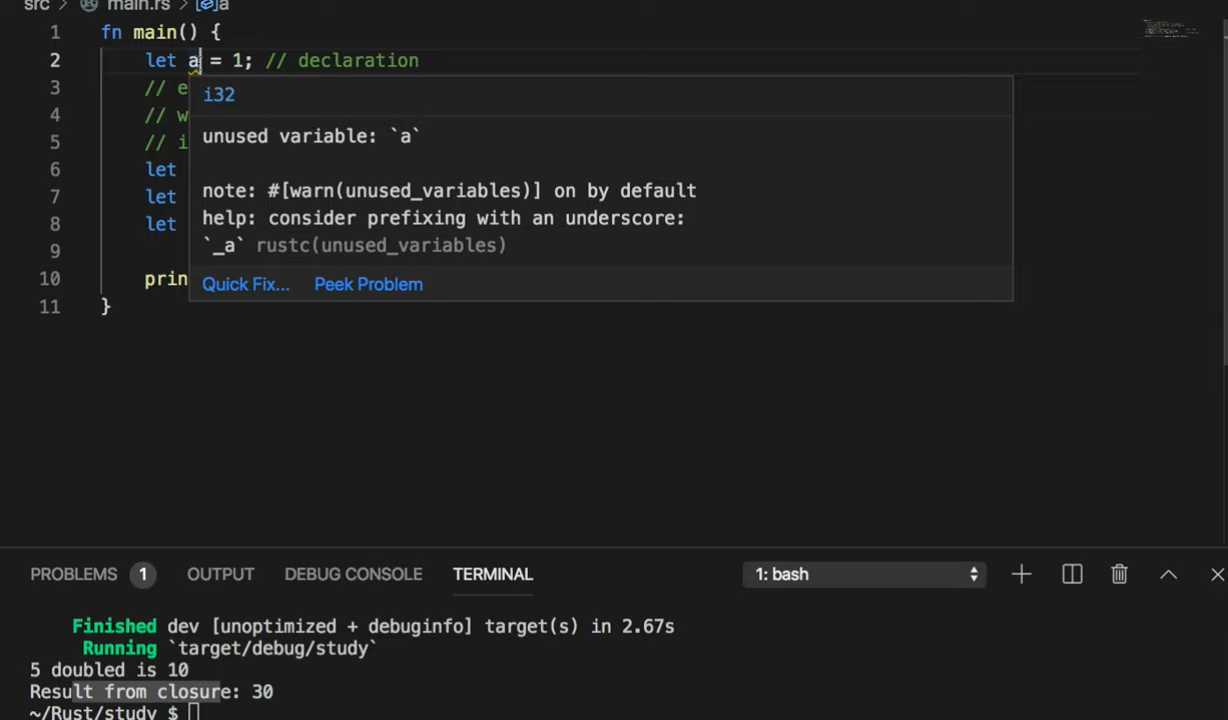 src > main.rs > a
1 fn main() {
2 let a = 1; // declaration
3 // e
4 // w
5 // i
6 let
7 let
8 let
9
10 prin
11 }
i32
unused variable: `a`
note: #[warn(unused_variables)] on by default
help: consider prefixing with an underscore:
`_a` rustc(unused_variables)
Quick Fix... Peek Problem
PROBLEMS 1 OUTPUT DEBUG CONSOLE TERMINAL 1: bash
Finished dev [unoptimized + debuginfo] target(s) in 2.67s
Running `target/debug/study`
5 doubled is 10
Result from closure: 30
~/Rust/study $